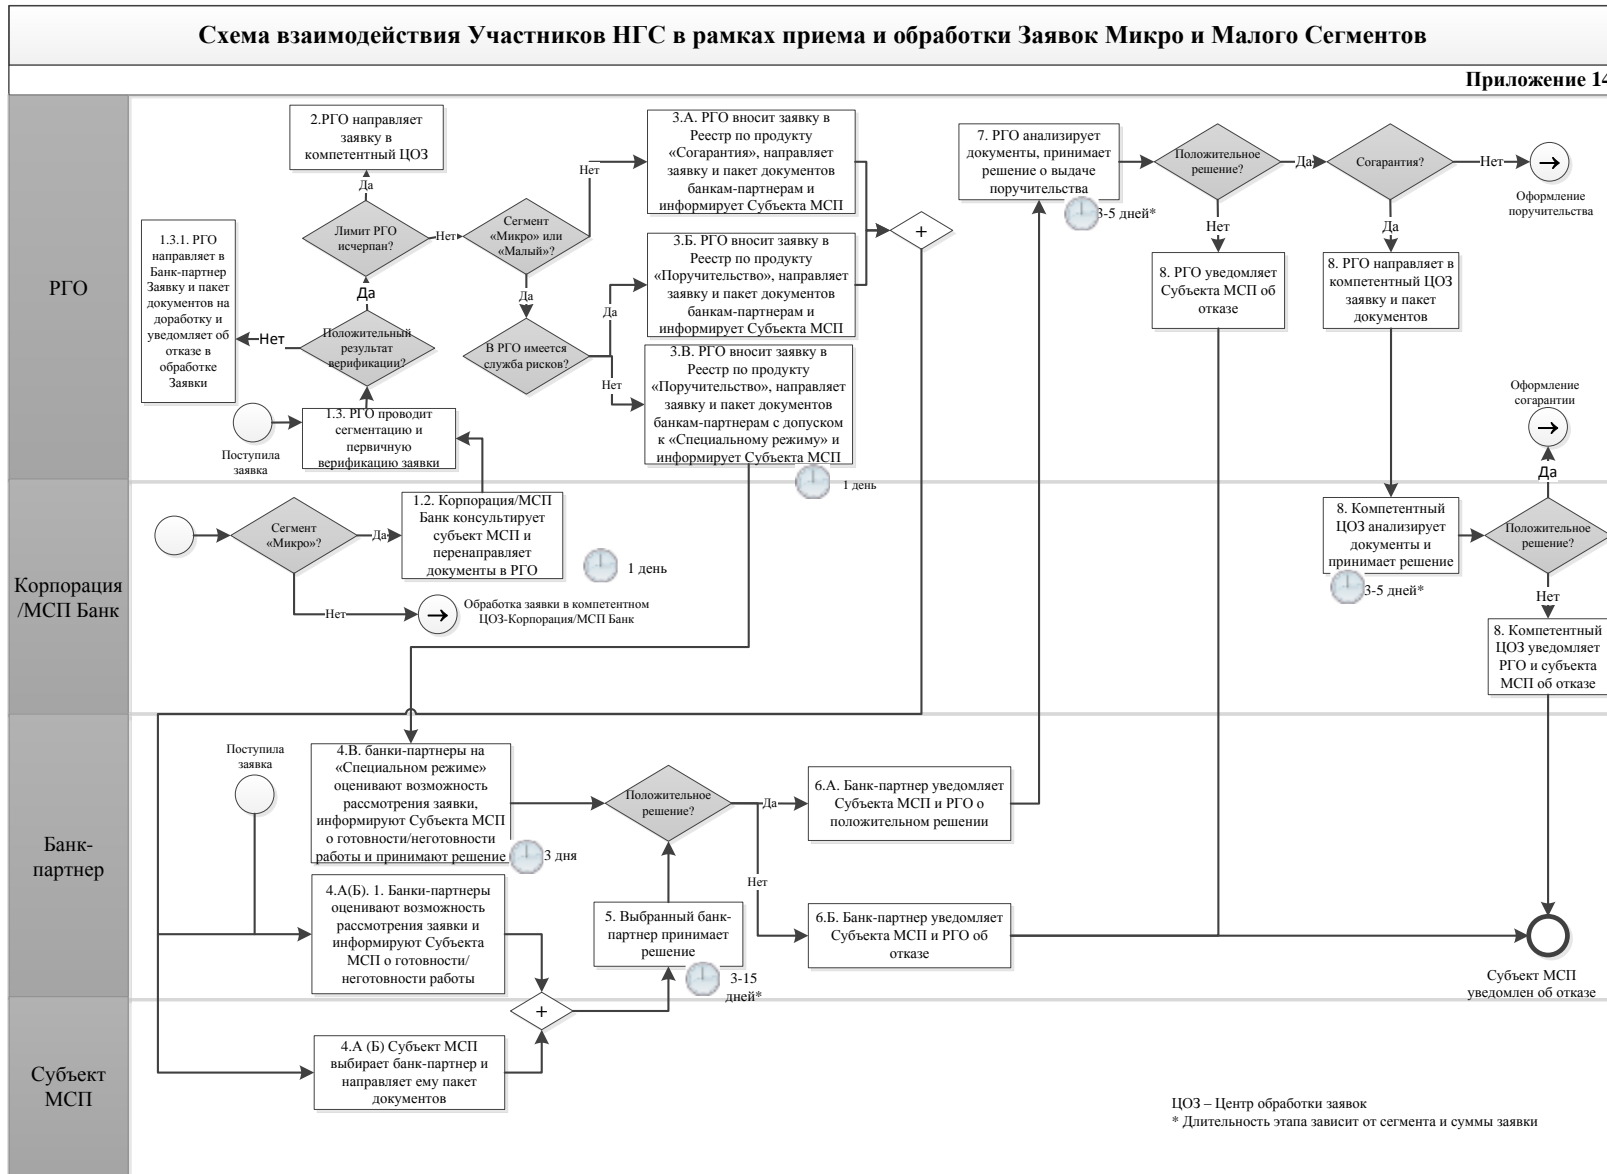 Схема взаимодействия Участников НГС в рамках приема и обработки Заявок Микро и Малого Сегментов
Приложение 14
РГО
2.РГО направляет
заявку в
компетентный ЦОЗ
Да
Лимит РГО
исчерпан?
Нет
Да
1.3.1. РГО
направляет в
Банк-партнер
Заявку и пакет
документов на
доработку и
уведомляет об
отказе в
обработке
Заявки
Нет
Положительный
результат
верификации?
Поступила
заявка
1.3. РГО проводит
сегментацию и
первичную
верификацию заявки
Сегмент
«Микро» или
«Малый»?
Нет
Да
В РГО имеется
служба рисков?
Да
Нет
3.А. РГО вносит заявку в
Реестр по продукту
«Согарантия», направляет
заявку и пакет документов
банкам-партнерам и
информирует Субъекта МСП
3.Б. РГО вносит заявку в
Реестр по продукту
«Поручительство», направляет
заявку и пакет документов
банкам-партнерам и
информирует Субъекта МСП
3.В. РГО вносит заявку в
Реестр по продукту
«Поручительство», направляет
заявку и пакет документов
банкам-партнерам с допуском
к «Специальному режиму» и
информирует Субъекта МСП
1 день
+
7. РГО анализирует
документы, принимает
решение о выдаче
поручительства
3-5 дней*
Положительное
решение?
Да
Согарантия?
Нет
Оформление
поручительства
Нет
Да
8. РГО уведомляет
Субъекта МСП об
отказе
8. РГО направляет в
компетентный ЦОЗ
заявку и пакет
документов
Оформление
согарантии
Да
Корпорация
/МСП Банк
Сегмент
«Микро»?
Да
1.2. Корпорация/МСП
Банк консультирует
субъект МСП и
перенаправляет
документы в РГО
1 день
Нет
Обработка заявки в компетентном
ЦОЗ-Корпорация/МСП Банк
8. Компетентный
ЦОЗ анализирует
документы и
принимает решение
3-5 дней*
Положительное
решение?
Нет
8. Компетентный
ЦОЗ уведомляет
РГО и субъекта
МСП об отказе
Банк-
партнер
Поступила
заявка
4.В. банки-партнеры на
«Специальном режиме»
оценивают возможность
рассмотрения заявки,
информируют Субъекта МСП
о готовности/неготовности
работы и принимают решение
3 дня
Положительное
решение?
Да
6.А. Банк-партнер уведомляет
Субъекта МСП и РГО о
положительном решении
Нет
4.А(Б). 1. Банки-партнеры
оценивают возможность
рассмотрения заявки и
информируют Субъекта
МСП о готовности/
неготовности работы
5. Выбранный банк-
партнер принимает
решение
3-15
дней*
6.Б. Банк-партнер уведомляет
Субъекта МСП и РГО об
отказе
Субъект МСП
уведомлен об отказе
Субъект
МСП
+
4.А (Б) Субъект МСП
выбирает банк-партнер и
направляет ему пакет
документов
ЦОЗ – Центр обработки заявок
* Длительность этапа зависит от сегмента и суммы заявки